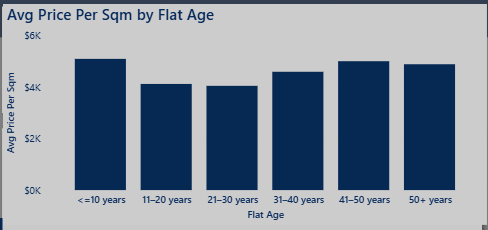 Avg Price Per Sqm by Flat Age
$6K
$4K
$2K
$0K
Avg Price Per Sqm
<=10 years 11–20 years 21–30 years 31–40 years 41–50 years 50+ years
Flat Age